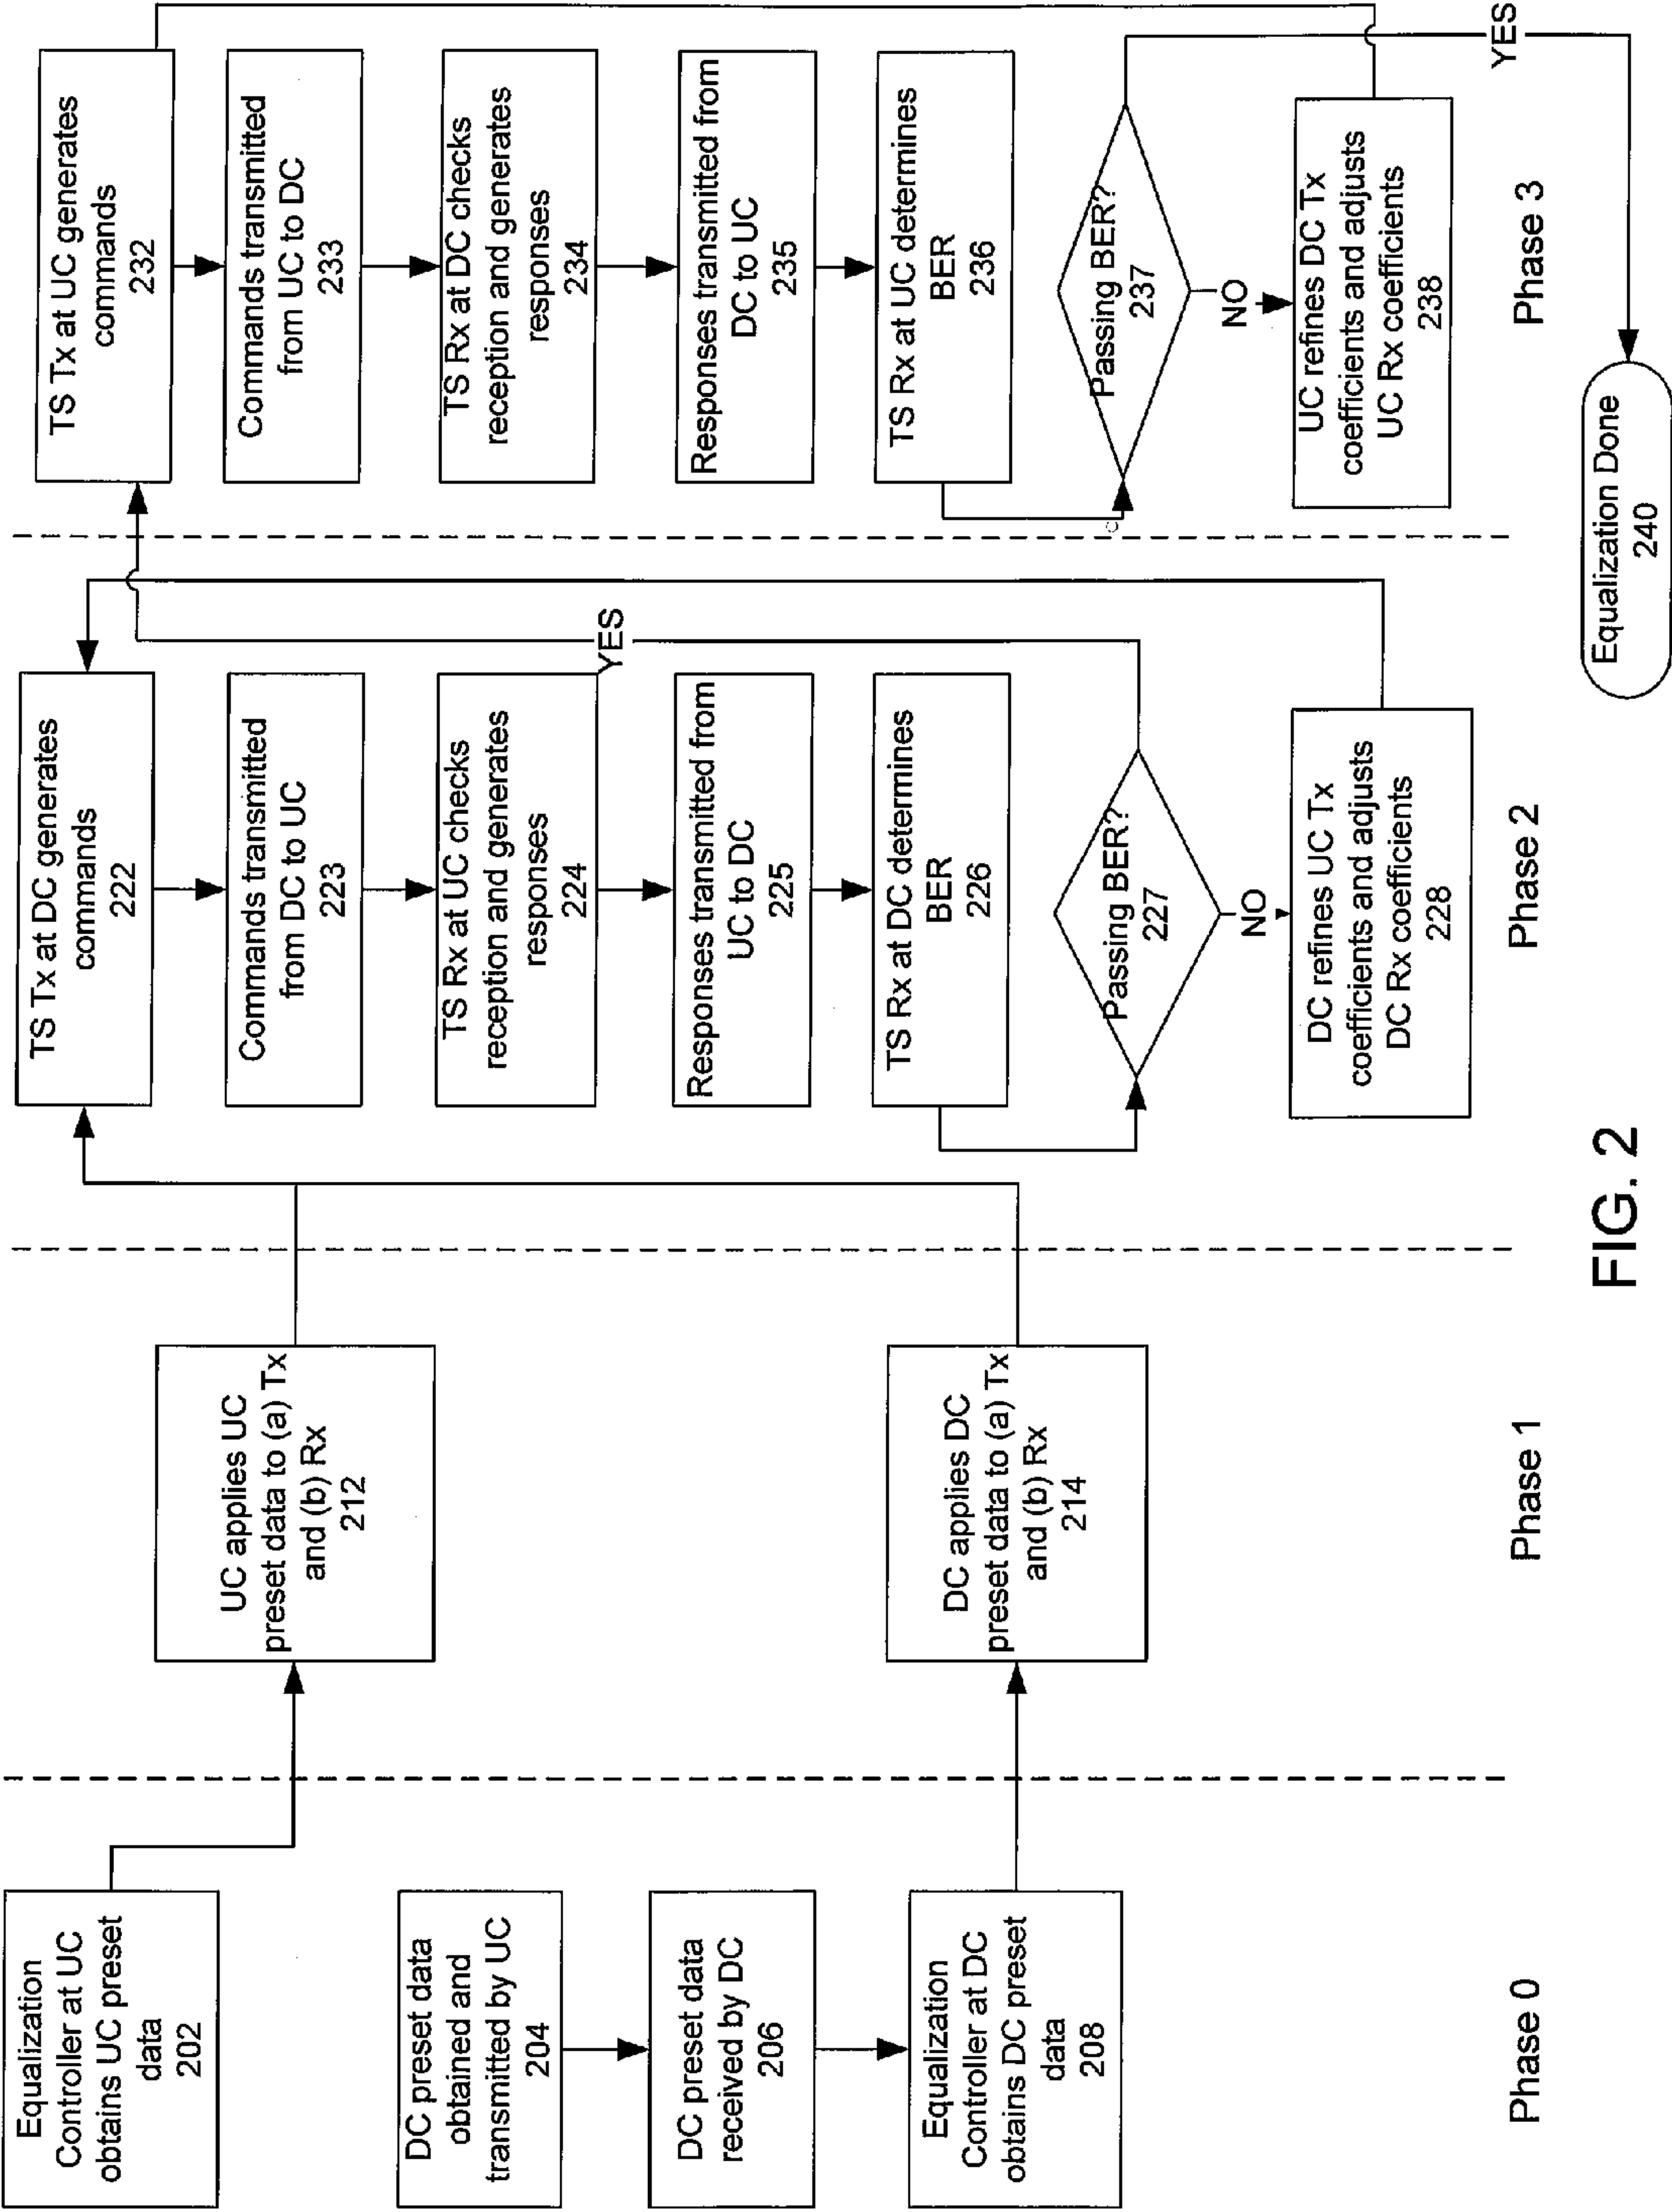 Equalization
Controller at UC
obtains UC preset
data
202
DC preset data
obtained and
transmitted by UC
204
DC preset data
received by DC
206
Equalization
Controller at DC
obtains DC preset
data
208
Phase 0
UC applies UC
preset data to (a) Tx
and (b) Rx
212
DC applies DC
preset data to (a) Tx
and (b) Rx
214
Phase 1
TS Tx at DC generates
commands
222
Commands transmitted
from DC to UC
223
TS Rx at UC checks
reception and generates
responses
224
YES
Responses transmitted from
UC to DC
225
TS Rx at DC determines
BER
226
Passing BER?
227
NO
DC refines UC Tx
coefficients and adjusts
DC Rx coefficients
228
Phase 2
TS Tx at UC generates
commands
232
Commands transmitted
from UC to DC
233
TS Rx at DC checks
reception and generates
responses
234
Responses transmitted from
DC to UC
235
TS Rx at UC determines
BER
236
Passing BER?
237
NO
UC refines DC Tx
coefficients and adjusts
UC Rx coefficients
238
YES
Phase 3
Equalization Done
240
FIG. 2